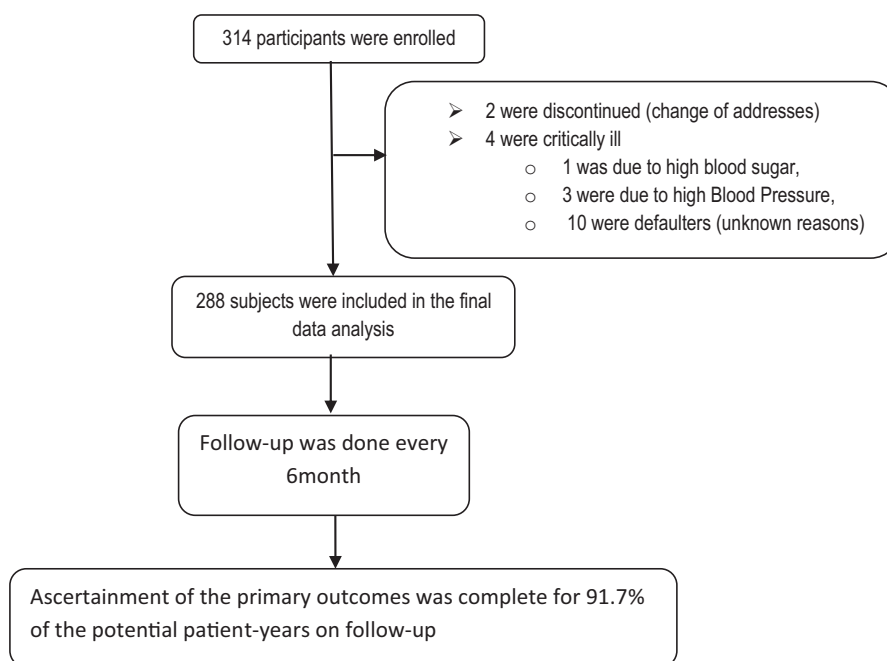 314 participants were enrolled
➢ 2 were discontinued (change of addresses)
➢ 4 were critically ill
o 1 was due to high blood sugar,
o 3 were due to high Blood Pressure,
o 10 were defaulters (unknown reasons)
288 subjects were included in the final
data analysis
Follow-up was done every
6month
Ascertainment of the primary outcomes was complete for 91.7%
of the potential patient-years on follow-up